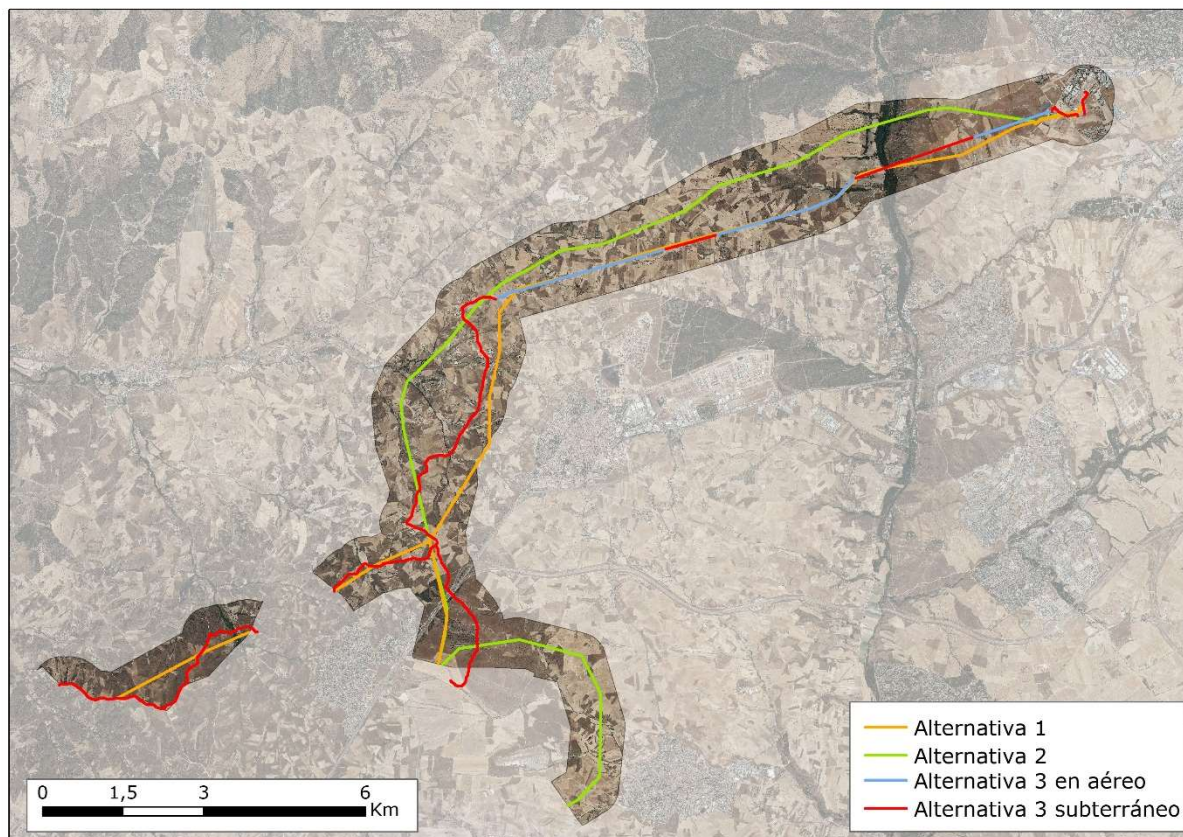 Alternativa 1
Alternativa 2
Alternativa 3 en aéreo
Alternativa 3 subterráneo
0 1,5 3 6
Km